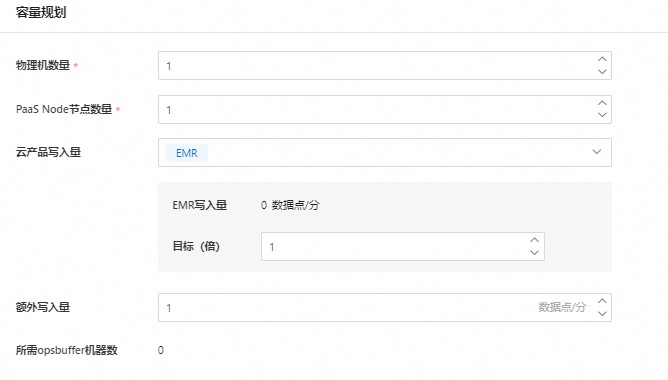 容量规划
物理机数量 * 1
PaaS Node节点数量 * 1
云产品写入量 EMR
EMR写入量 0 数据点/分
目标（倍） 1
额外写入量 1 数据点/分
所需opsbuffer机器数 0